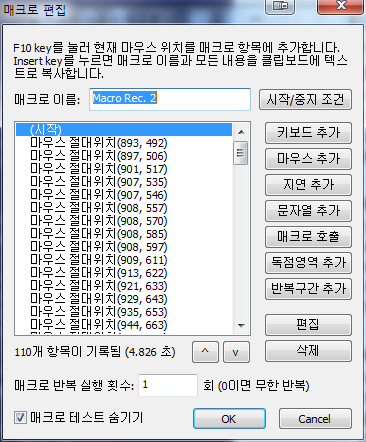 매크로 편집
F10 key를 눌러 현재 마우스 위치를 매크로 항목에 추가합니다.
Insert key를 누르면 매크로 이름과 모든 내용을 클립보드에 텍스
트로 복사합니다.
매크로 이름: Macro Rec. 2 시작/중지 조건
(시작)
마우스 절대위치(893, 492)
마우스 절대위치(897, 506)
마우스 절대위치(901, 517)
마우스 절대위치(907, 535)
마우스 절대위치(907, 546)
마우스 절대위치(908, 557)
마우스 절대위치(908, 570)
마우스 절대위치(908, 585)
마우스 절대위치(908, 597)
마우스 절대위치(909, 611)
마우스 절대위치(913, 622)
마우스 절대위치(921, 633)
마우스 절대위치(929, 643)
마우스 절대위치(935, 653)
마우스 절대위치(944, 663)
키보드 추가
마우스 추가
지연 추가
문자열 추가
매크로 호출
독점영역 추가
반복구간 추가
편집
삭제
110개 항목이 기록됨 (4.826 초) ^ v
매크로 반복 실행 횟수: 1 회 (0이면 무한 반복)
매크로 테스트 숨기기 OK Cancel